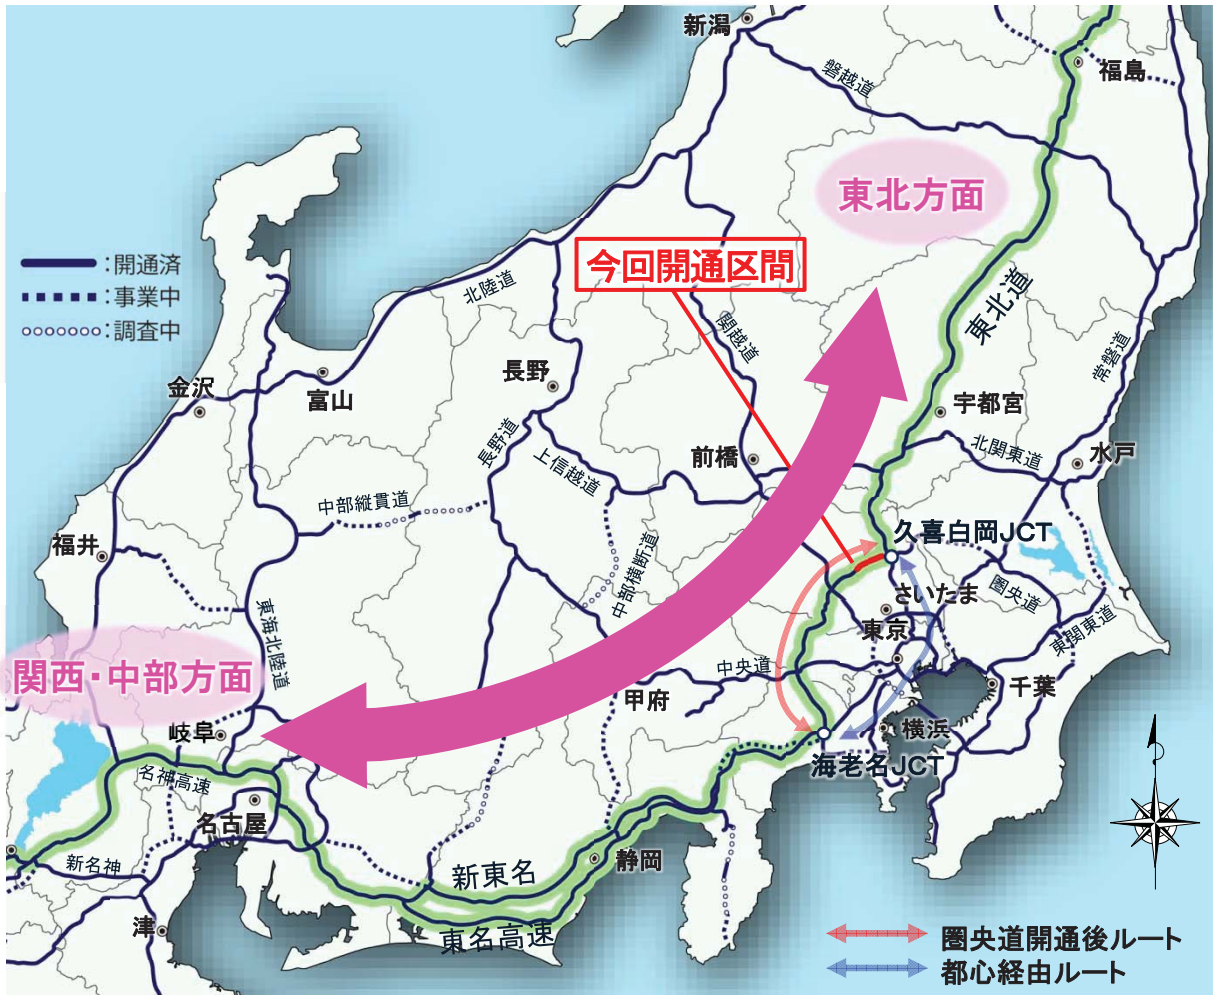 新潟
福島
磐越道
東北方面
今回開通区間
:開通済
:事業中
:調査中
北陸道
関越道
東北道
常磐道
金沢
富山
長野
宇都宮
長野道
上信越道
前橋
北関東道
水戸
中部縦貫道
福井
久喜白岡JCT
中部横断道
さいたま
圏央道
東海北陸道
東京
東関東道
関西・中部方面
中央道
甲府
千葉
岐阜
横浜
海老名JCT
名神高速
名古屋
新名神
新東名
静岡
東名高速
津
圏央道開通後ルート
都心経由ルート